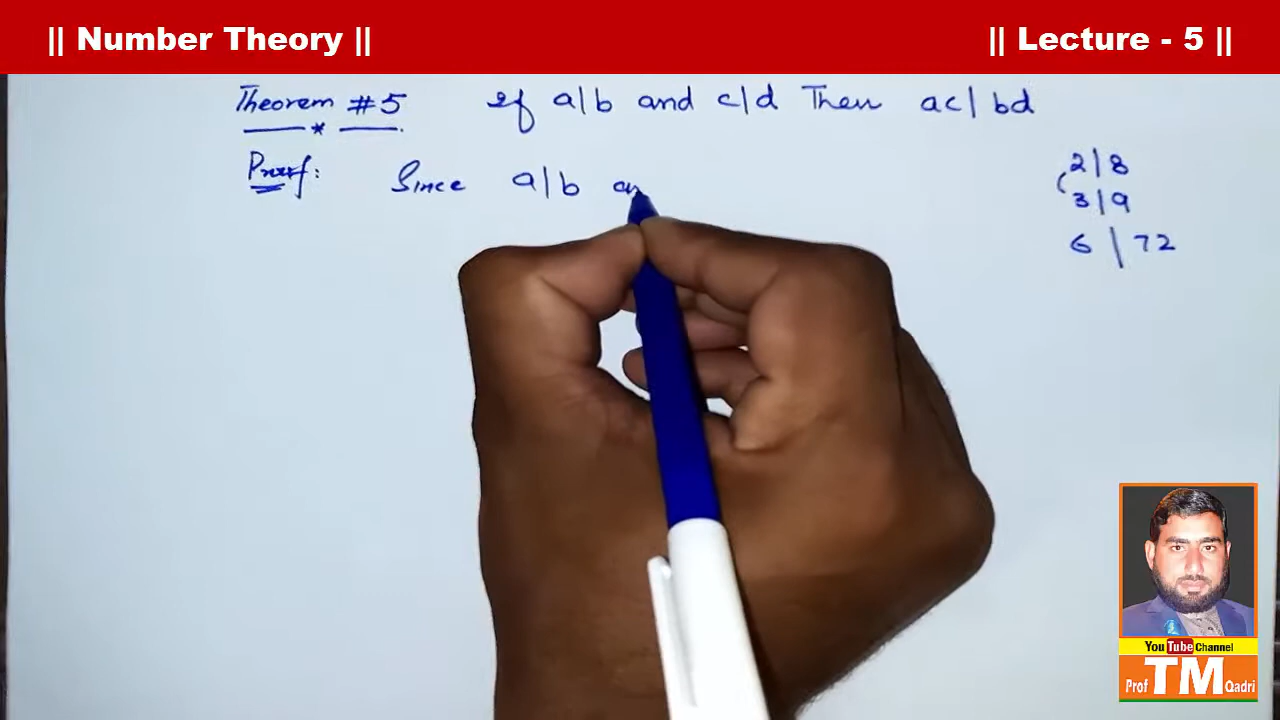 || Number Theory ||
|| Lecture - 5 ||
Theorem #5 If a|b and c|d Then ac|bd
Proof: Since a|b an
2|8
3|9
6|72
YouTube Channel
Prof TM Qadri